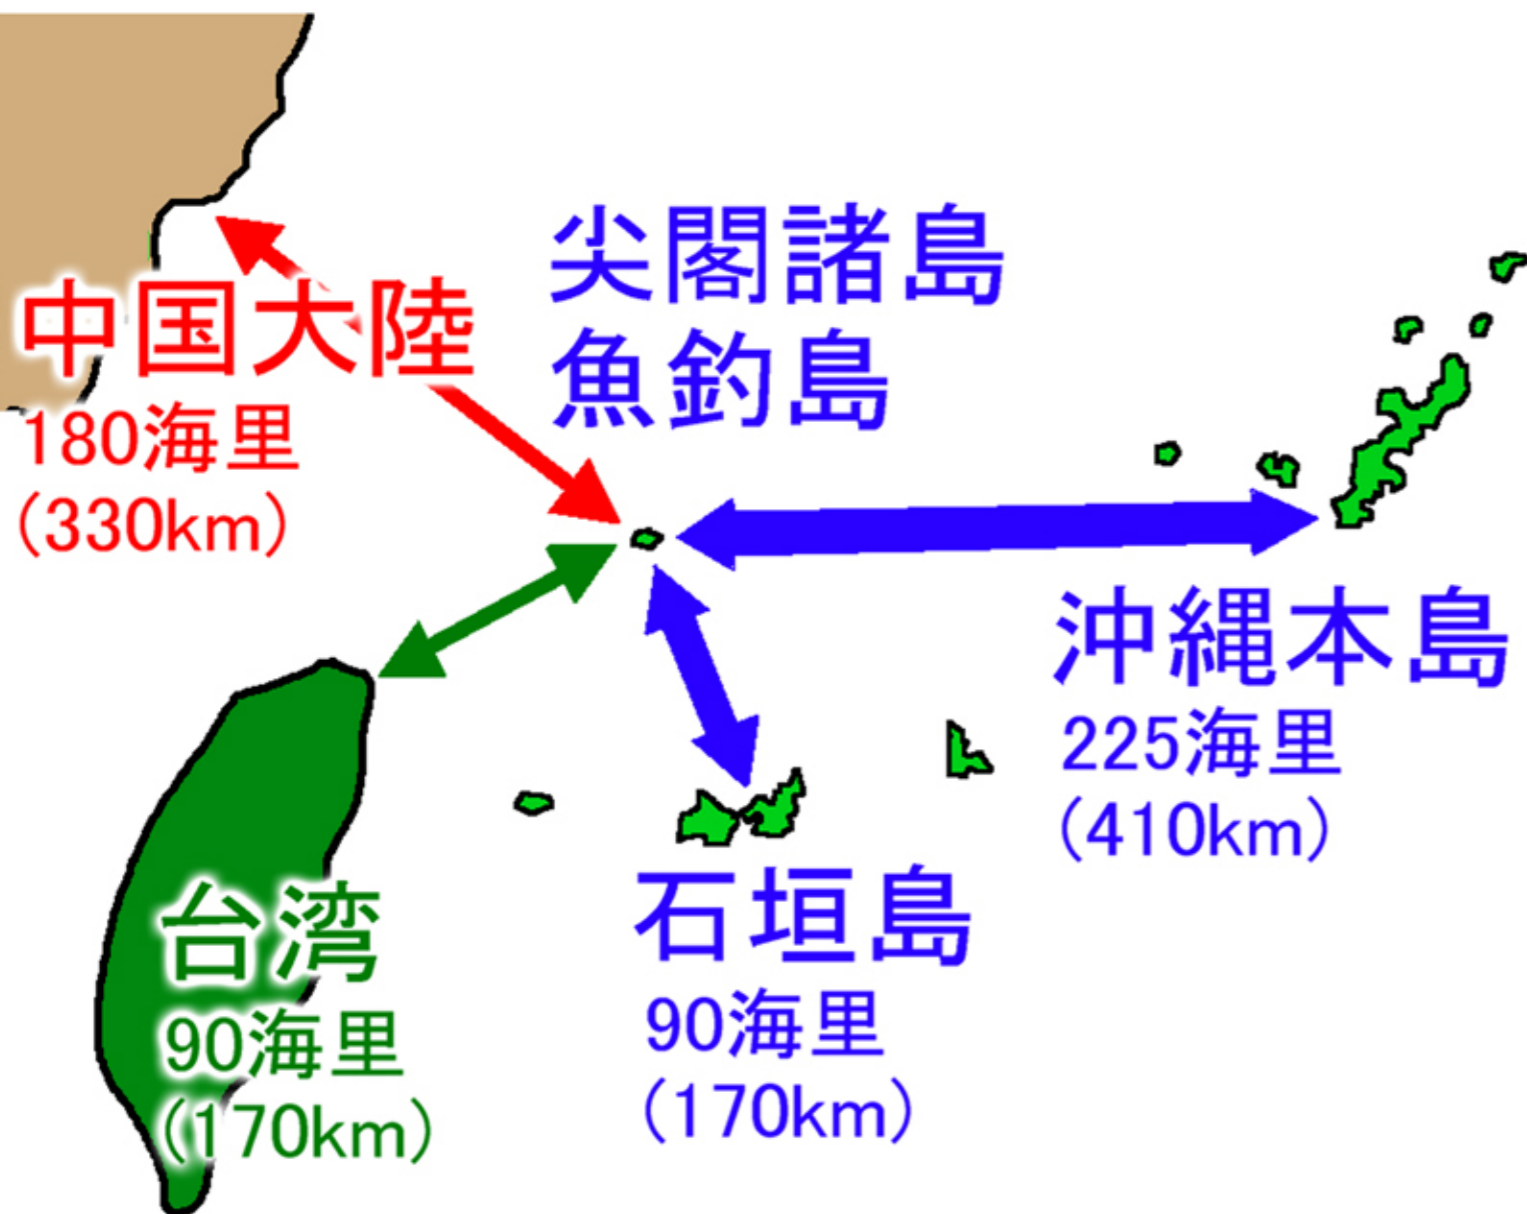 尖閣諸島
魚釣島
中国大陸
180海里
(330km)
沖縄本島
225海里
(410km)
石垣島
90海里
(170km)
台湾
90海里
(170km)